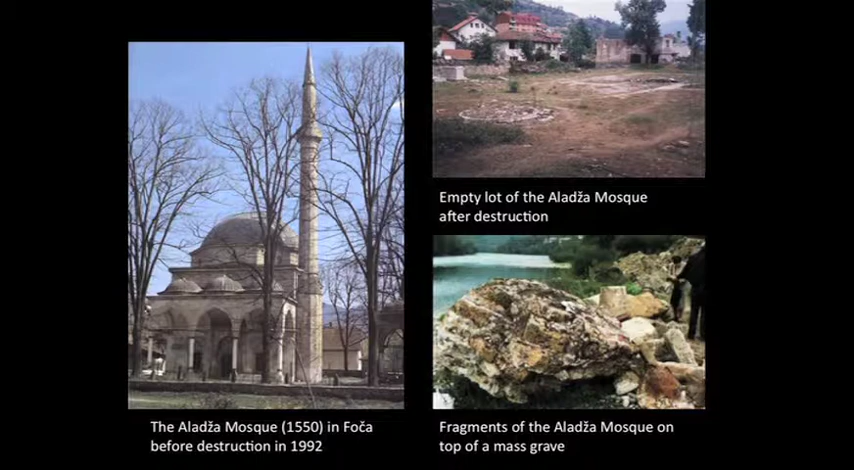 Empty lot of the Aladža Mosque
after destruction
The Aladža Mosque (1550) in Foča
before destruction in 1992
Fragments of the Aladža Mosque on
top of a mass grave